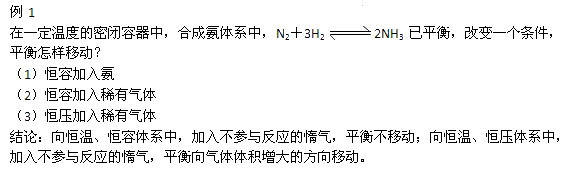 例 1
在一定温度的密闭容器中，合成氨体系中，N₂＋3H₂⇌2NH₃ 已平衡，改变一个条件，
平衡怎样移动？
（1）恒容加入氨
（2）恒容加入稀有气体
（3）恒压加入稀有气体
结论：向恒温、恒容体系中，加入不参与反应的惰气，平衡不移动；向恒温、恒压体系中，
加入不参与反应的惰气，平衡向气体体积增大的方向移动。